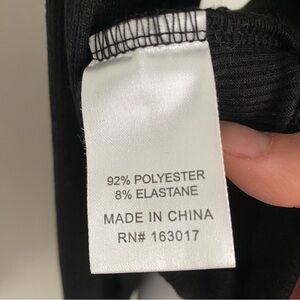 92% POLYESTER
8% ELASTANE
MADE IN CHINA
RN# 163017